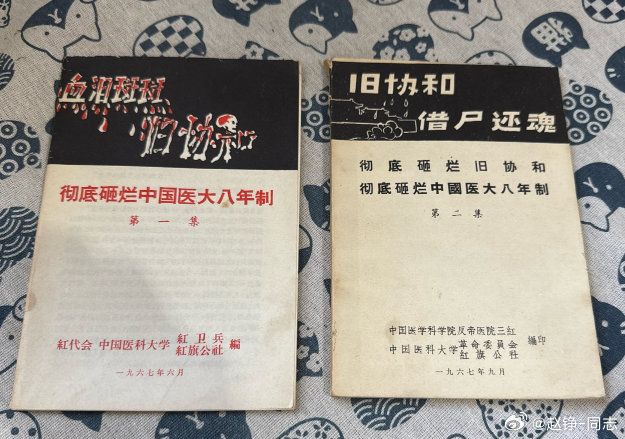 血泪斑斑
旧协和
彻底砸烂中国医大八年制
第一集
紅代会 中国医科大学 紅卫兵 編
紅旗公社
一九六七年六月
旧协和
借尸还魂
彻底砸烂旧协和
彻底砸烂中國医大八年制
第二集
中国医学科学院反帝医院三红
中国医科大学 革命委員会 編印
紅旗公社
一九六七年九月
@赵铮-同志